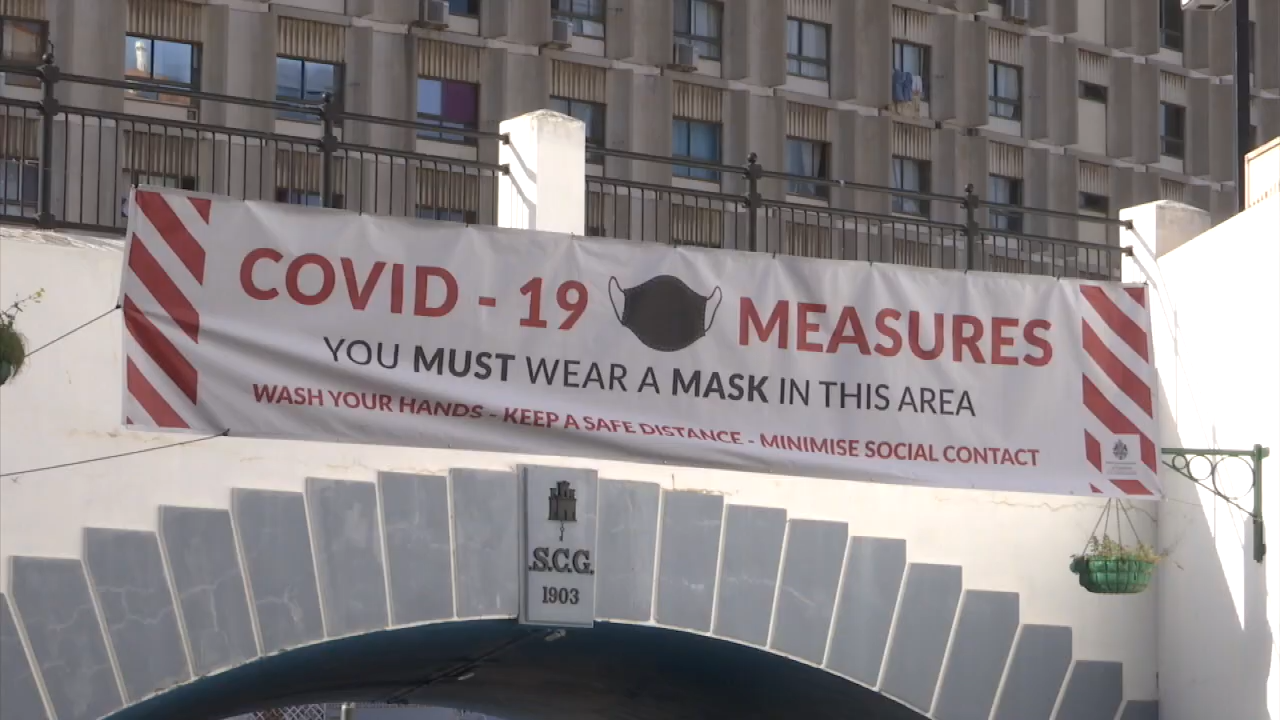 COVID - 19 MEASURES
YOU MUST WEAR A MASK IN THIS AREA
WASH YOUR HANDS - KEEP A SAFE DISTANCE - MINIMISE SOCIAL CONTACT
.S.C.G.
1903